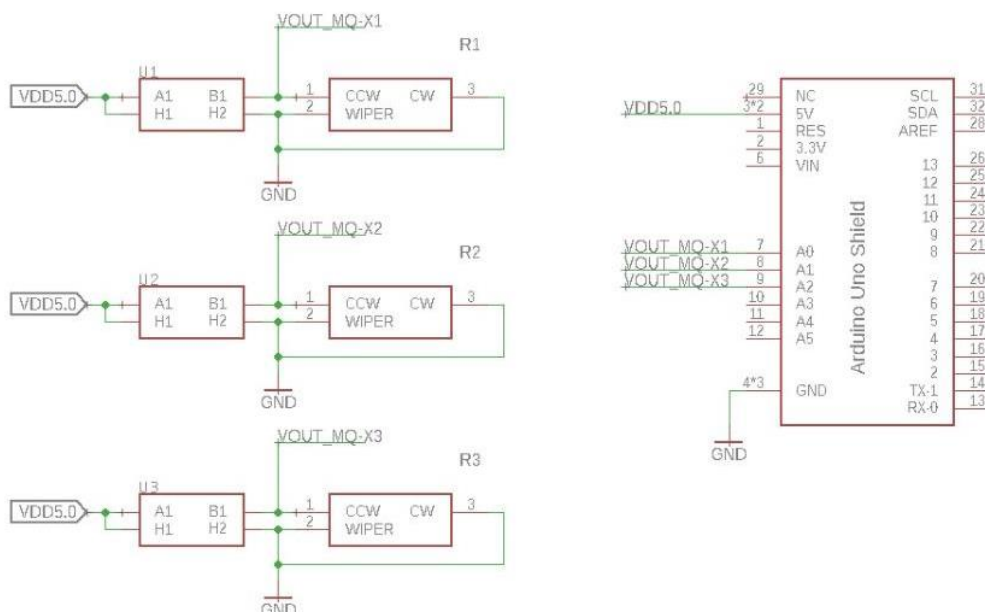 VOUT_MQ-X1
R1
U1
VDD5.0
A1 B1
H1 H2
1 CCW CW 3
2 WIPER
GND
VOUT_MQ-X2
R2
U2
VDD5.0
A1 B1
H1 H2
1 CCW CW 3
2 WIPER
GND
VOUT_MQ-X3
R3
U3
VDD5.0
A1 B1
H1 H2
1 CCW CW 3
2 WIPER
GND
29 NC SCL 31
VDD5.0 3*2 5V SDA 32
1 RES AREF 28
2 3.3V
6 VIN 13 26
12 25
11 24
10 23
9 22
VOUT_MQ-X1 7 A0 8 21
VOUT_MQ-X2 8 A1
VOUT_MQ-X3 9 A2 7 20
10 A3 6 19
11 A4 5 18
12 A5 4 17
3 16
2 15
4*3 GND TX-1 14
RX-0 13
Arduino Uno Shield
GND